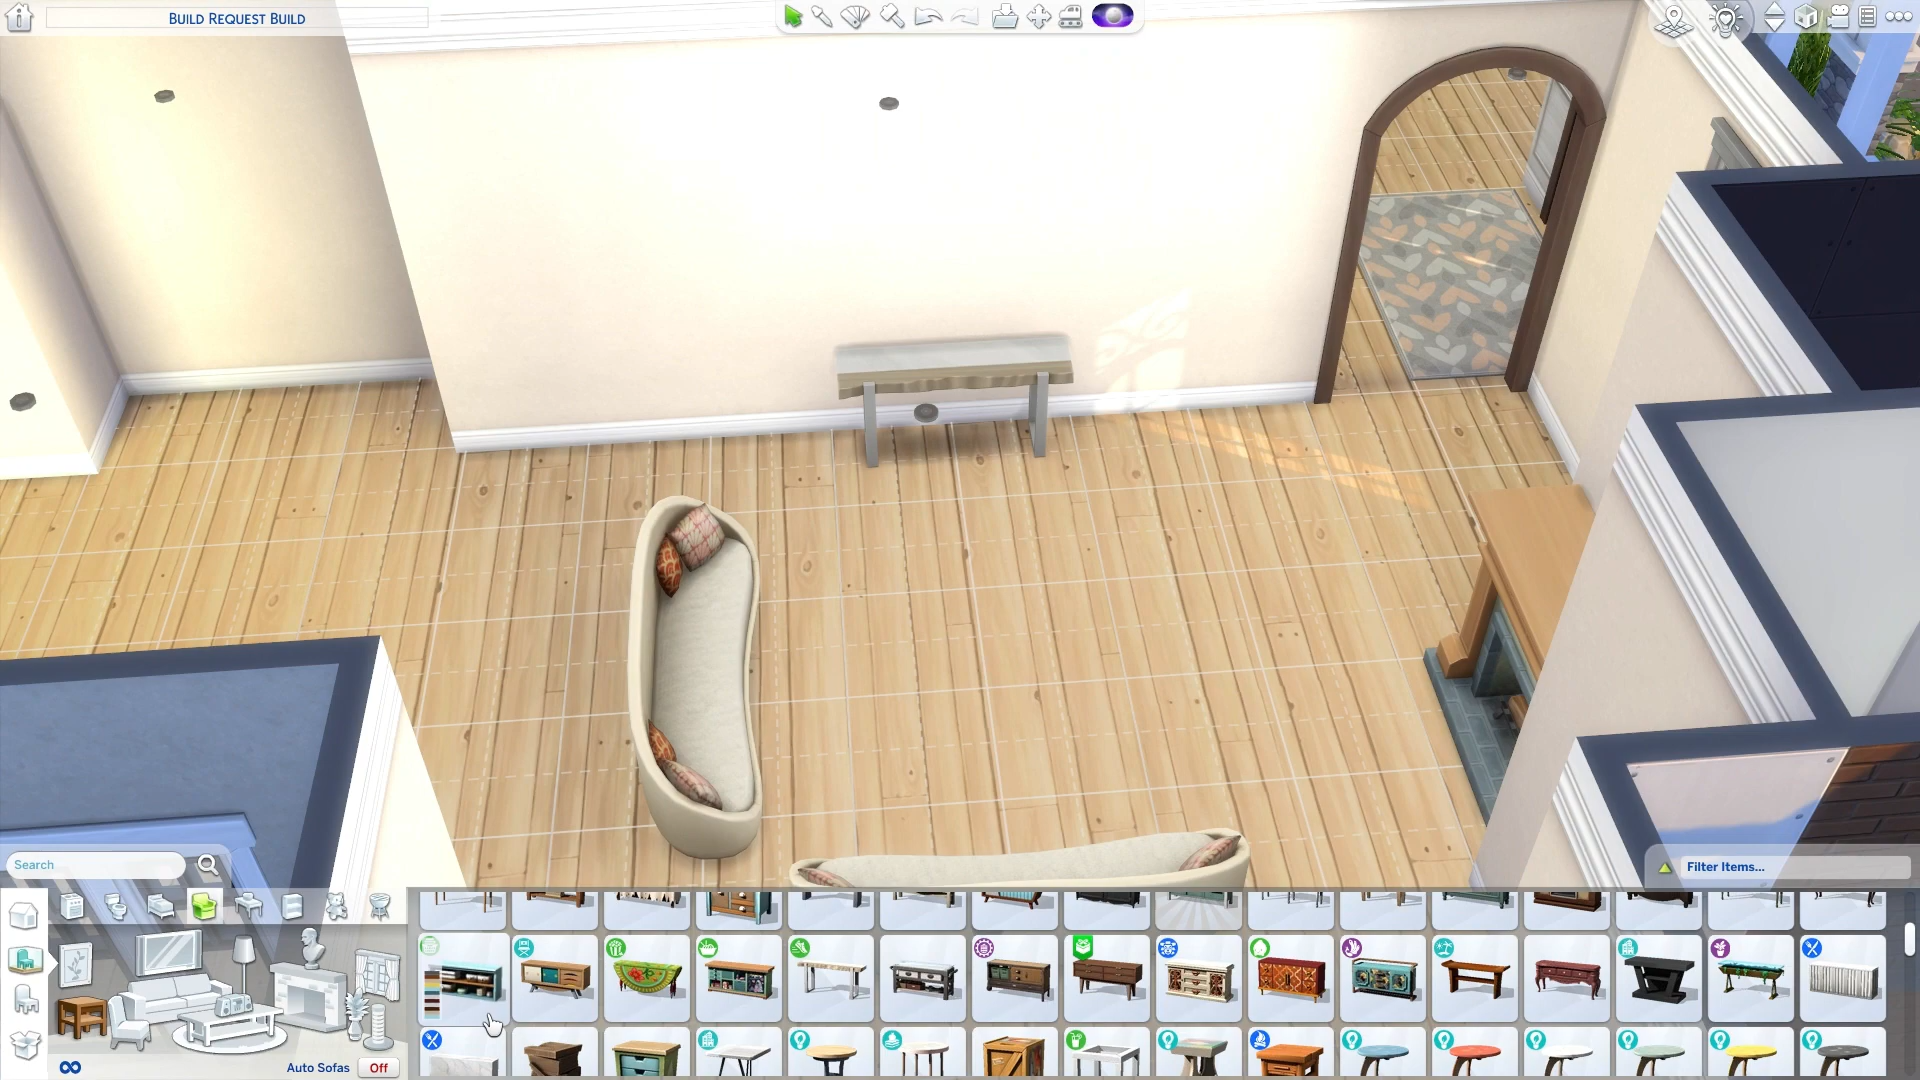 Build Request Build
Search
Filter Items...
Auto Sofas
Off